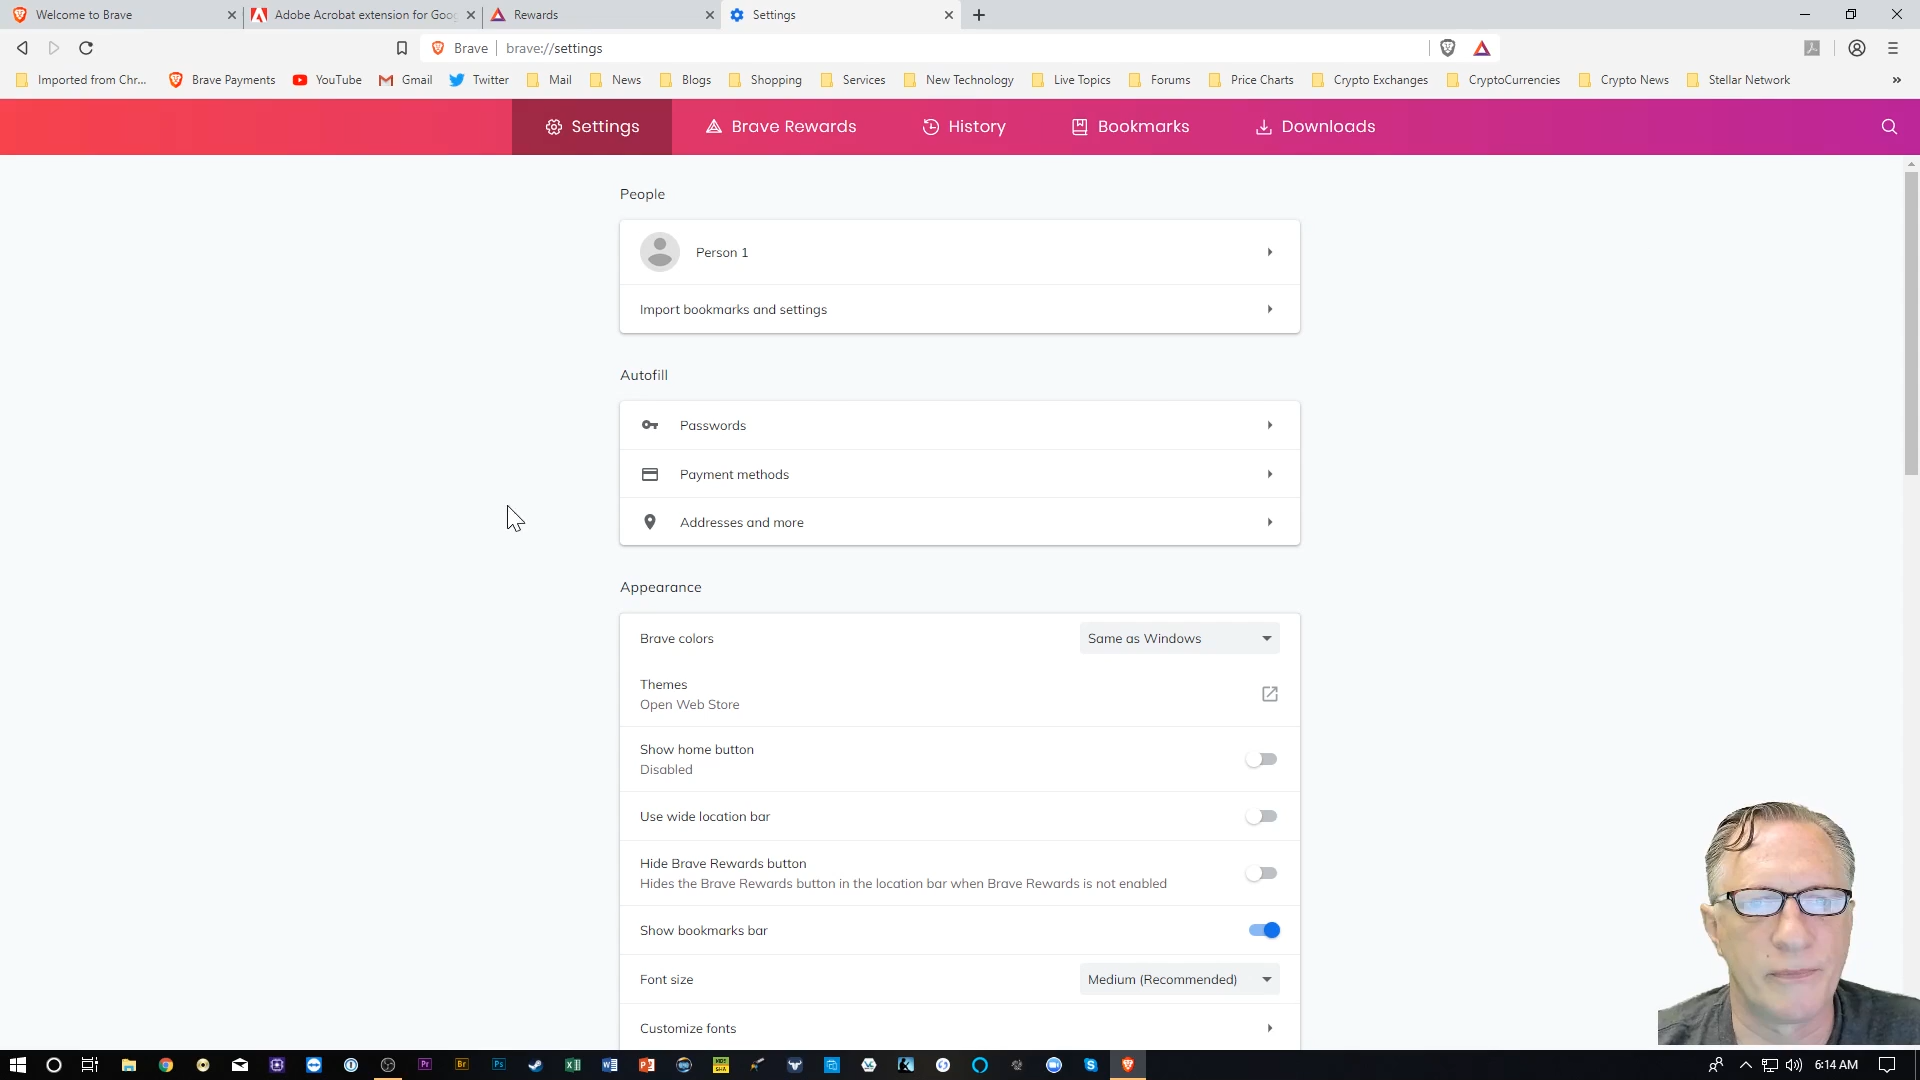 Welcome to Brave
Adobe Acrobat extension for Goog
Rewards
Settings
Brave
brave://settings
Imported from Chr...
Brave Payments
YouTube
Gmail
Twitter
Mail
News
Blogs
Shopping
Services
New Technology
Live Topics
Forums
Price Charts
Crypto Exchanges
CryptoCurrencies
Crypto News
Stellar Network
Settings
Brave Rewards
History
Bookmarks
Downloads
People
Person 1
Import bookmarks and settings
Autofill
Passwords
Payment methods
Addresses and more
Appearance
Brave colors
Same as Windows
Themes
Open Web Store
Show home button
Disabled
Use wide location bar
Hide Brave Rewards button
Hides the Brave Rewards button in the location bar when Brave Rewards is not enabled
Show bookmarks bar
Font size
Medium (Recommended)
Customize fonts
Pr
Br
Ps
6:14 AM